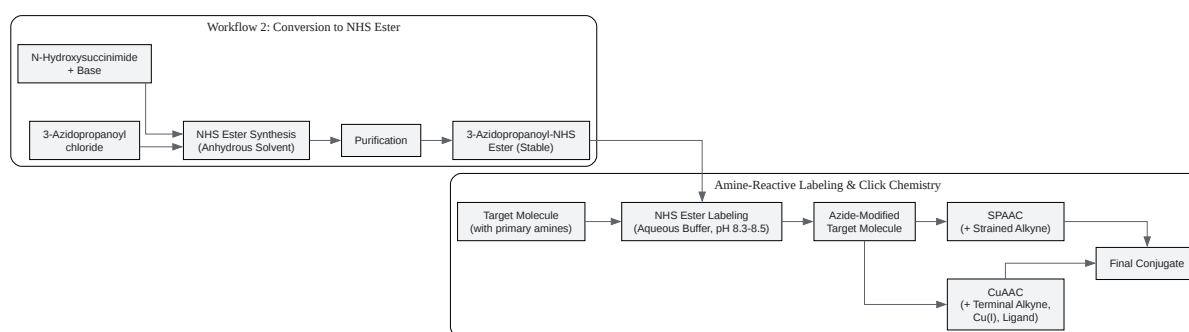 Workflow 2: Conversion to NHS Ester
N-Hydroxysuccinimide
+ Base
3-Azidopropanoyl
chloride
NHS Ester Synthesis
(Anhydrous Solvent)
Purification
3-Azidopropanoyl-NHS
Ester (Stable)
Amine-Reactive Labeling & Click Chemistry
Target Molecule
(with primary amines)
NHS Ester Labeling
(Aqueous Buffer, pH 8.3-8.5)
Azide-Modified
Target Molecule
SPAAC
(+ Strained Alkyne)
CuAAC
(+ Terminal Alkyne,
Cu(I), Ligand)
Final Conjugate